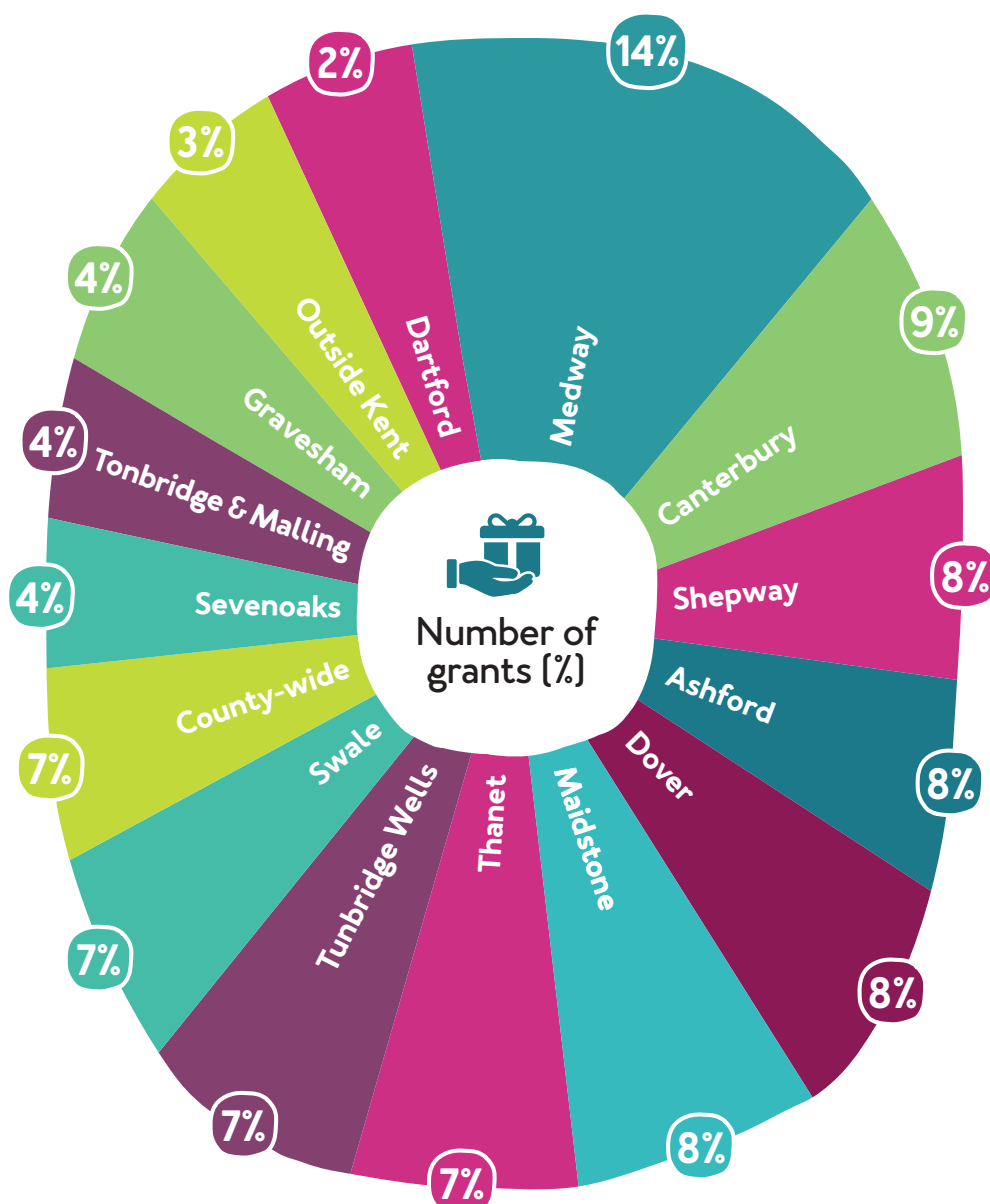 14%
Medway
9%
Canterbury
8%
Shepway
8%
Ashford
8%
Dover
8%
Maidstone
7%
Thanet
7%
Tunbridge Wells
7%
Swale
7%
County-wide
4%
Sevenoaks
4%
Tonbridge & Malling
4%
Gravesham
3%
Outside Kent
2%
Dartford
Number of
grants (%)